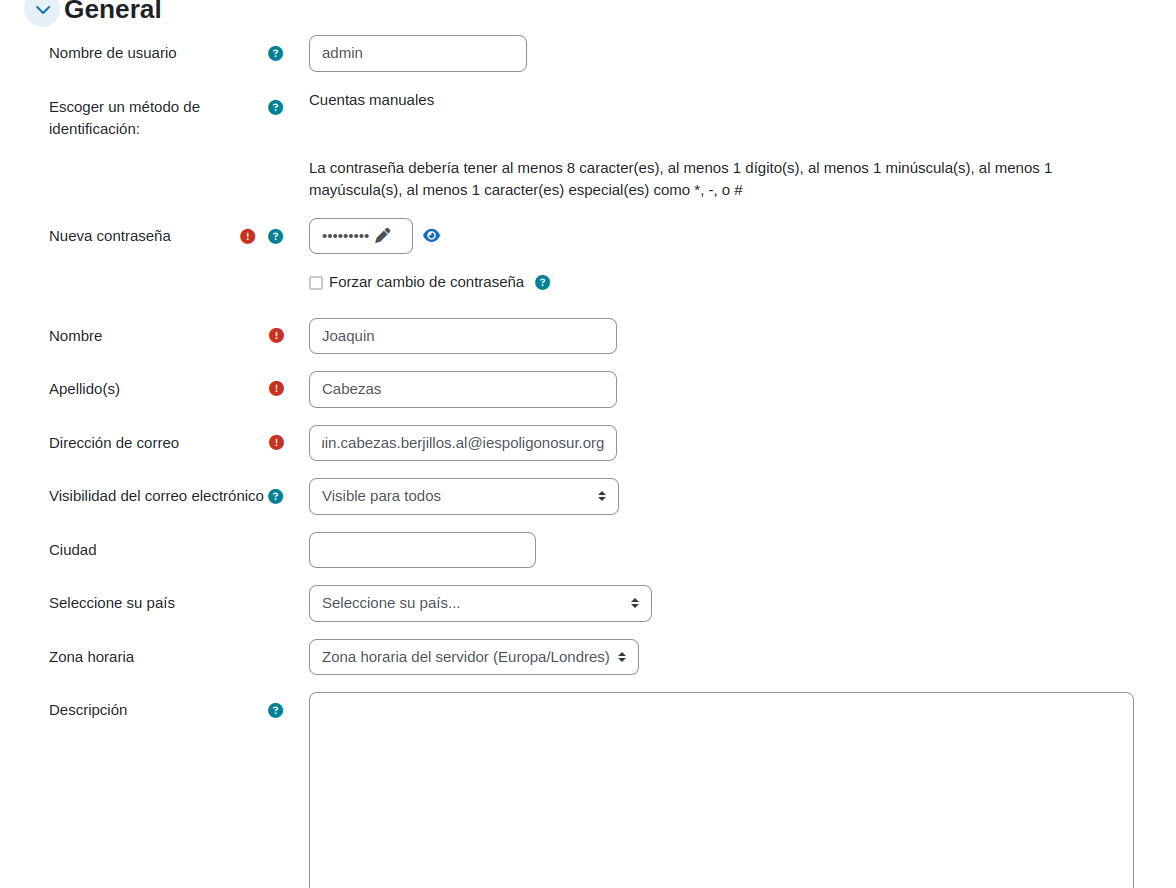 General
Nombre de usuario
admin
Escoger un método de
identificación:
Cuentas manuales
La contraseña debería tener al menos 8 caracter(es), al menos 1 dígito(s), al menos 1 minúscula(s), al menos 1
mayúscula(s), al menos 1 caracter(es) especial(es) como *, -, o #
Nueva contraseña
•••••••••
Forzar cambio de contraseña
Nombre
Joaquin
Apellido(s)
Cabezas
Dirección de correo
in.cabezas.berjillos.al@iespoligonosur.org
Visibilidad del correo electrónico
Visible para todos
Ciudad
Seleccione su país
Seleccione su país...
Zona horaria
Zona horaria del servidor (Europa/Londres)
Descripción